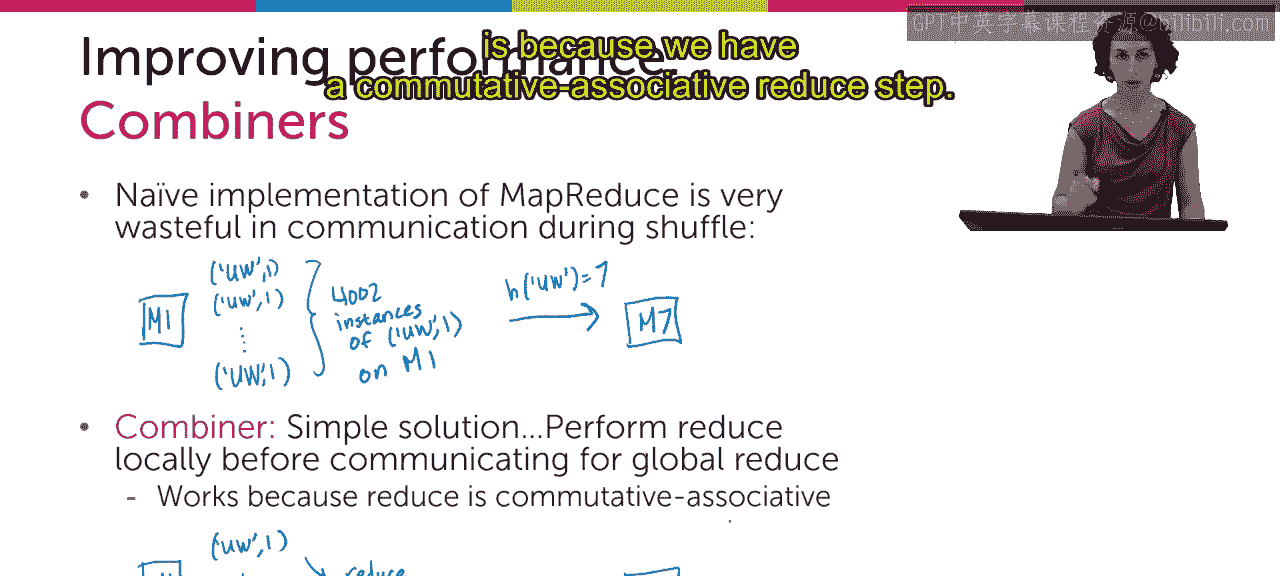 GPT中英字幕课程资源@bilibili.com
Improving performance
is because we have
a commutative-associative reduce step.
Combiners
• Naïve implementation of MapReduce is very
wasteful in communication during shuffle:
('UW',1)
('UW',1)
('UW',1)
M1
4002
instances
of ('UW',1)
on M1
h('UW')=7
M7
• Combiner: Simple solution...Perform reduce
locally before communicating for global reduce
- Works because reduce is commutative-associative
('UW',1)
reduce